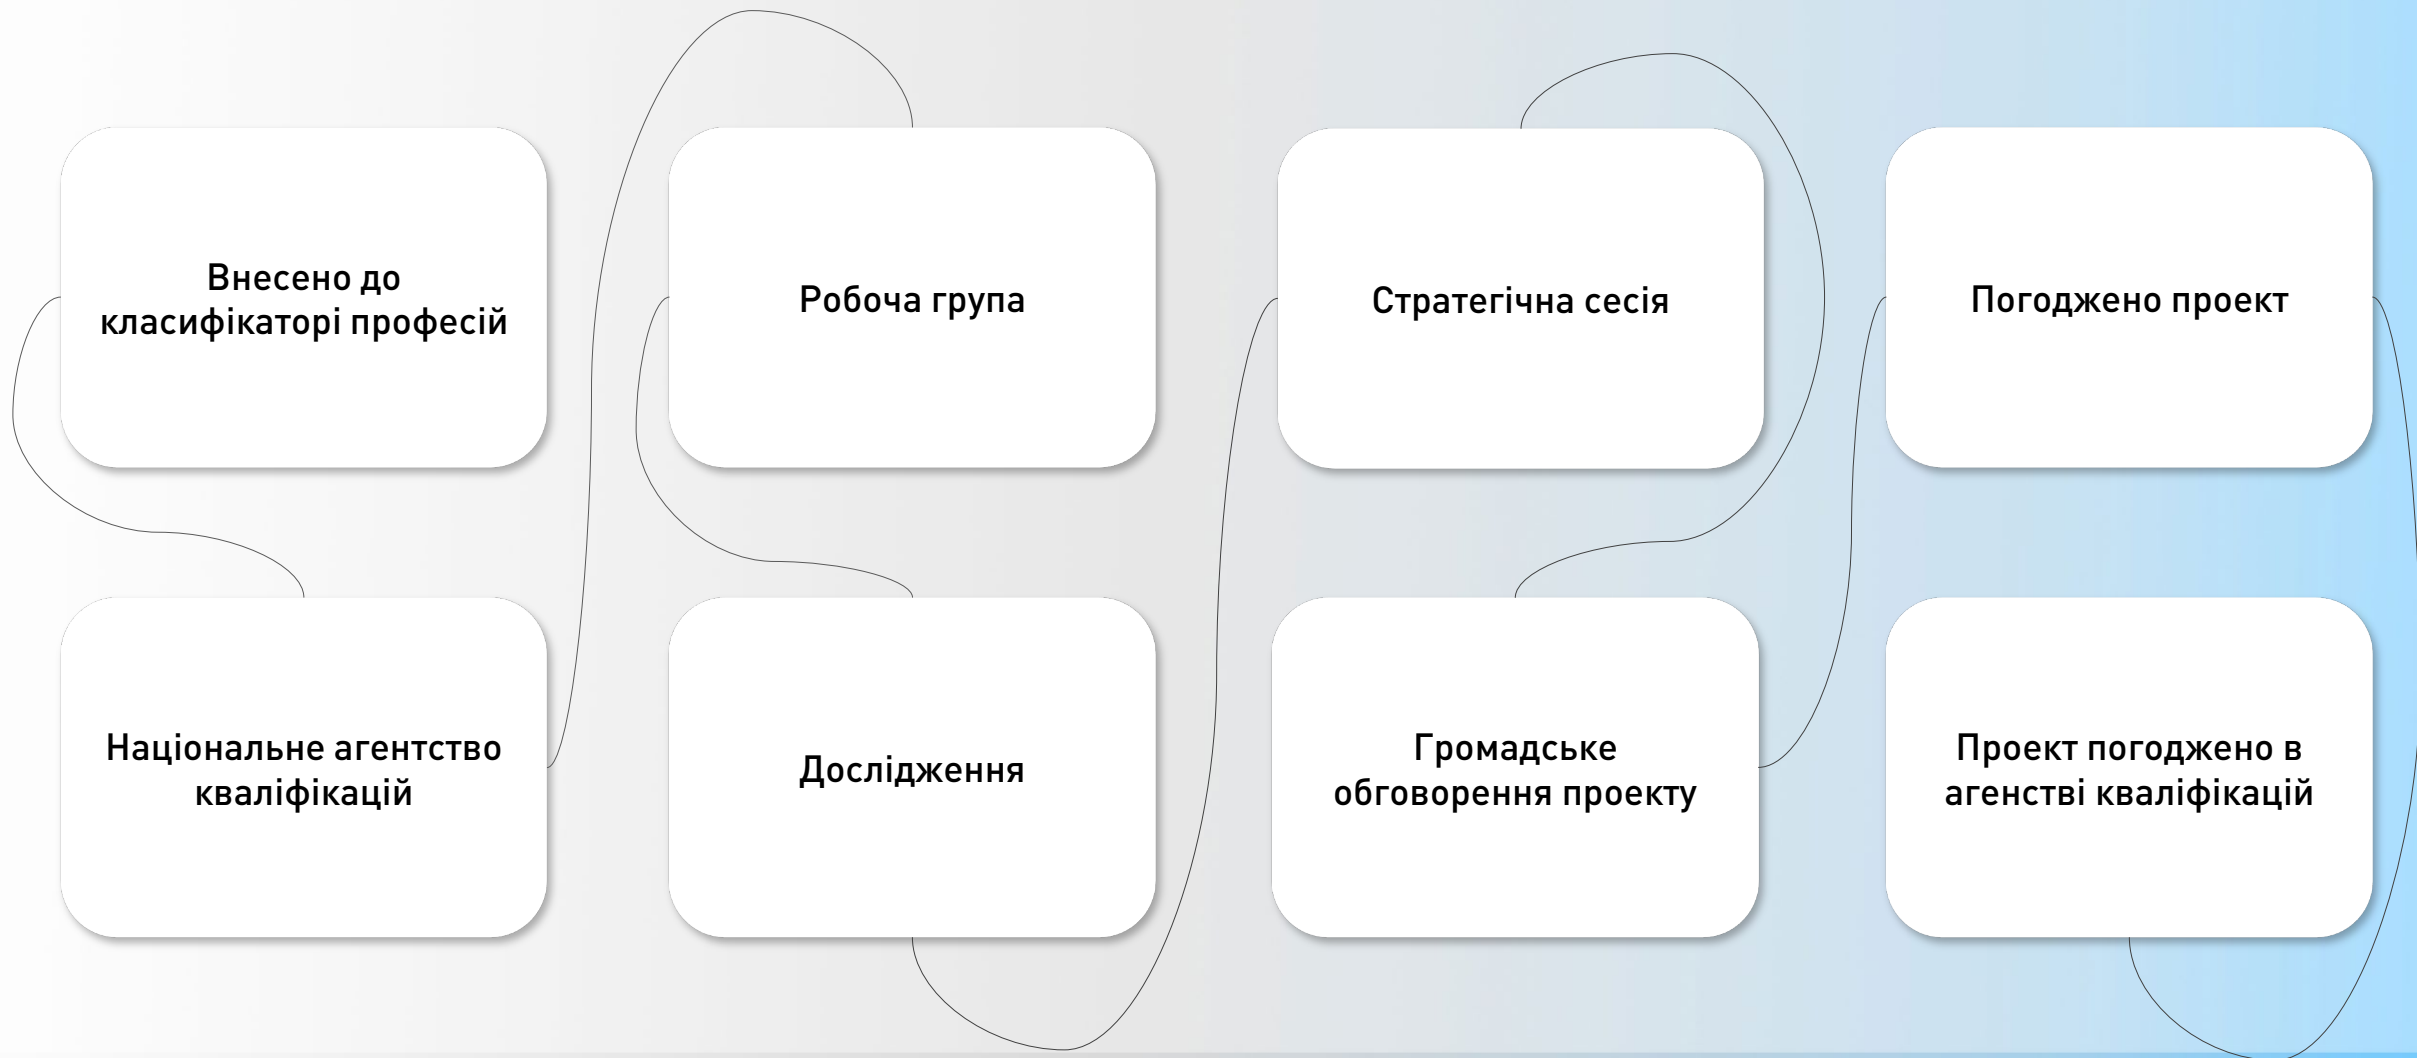 Внесено до
класифікаторі професій
Національне агентство
кваліфікацій
Робоча група
Дослідження
Стратегічна сесія
Громадське
обговорення проекту
Погоджено проект
Проект погоджено в
агенстві кваліфікацій